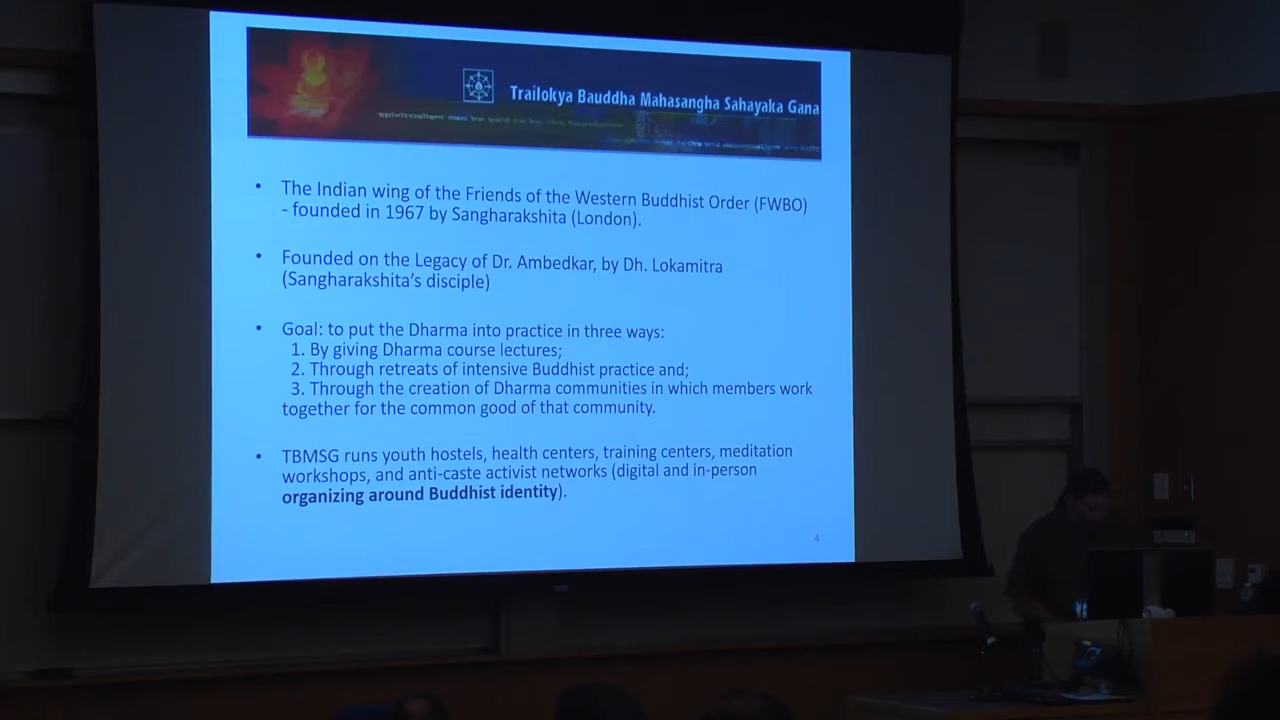 Trailokya Bauddha Mahasangha Sahayaka Gana
• The Indian wing of the Friends of the Western Buddhist Order (FWBO)
- founded in 1967 by Sangharakshita (London).
• Founded on the Legacy of Dr. Ambedkar, by Dh. Lokamitra
(Sangharakshita's disciple)
• Goal: to put the Dharma into practice in three ways:
1. By giving Dharma course lectures;
2. Through retreats of intensive Buddhist practice and;
3. Through the creation of Dharma communities in which members work
together for the common good of that community.
• TBMSG runs youth hostels, health centers, training centers, meditation
workshops, and anti-caste activist networks (digital and in-person
organizing around Buddhist identity).
4